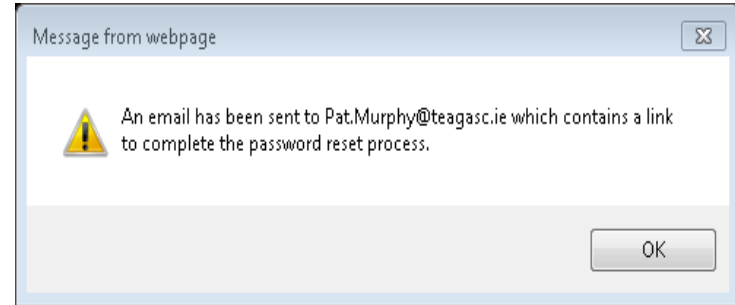 Message from webpage
An email has been sent to Pat.Murphy@teagasc.ie which contains a link
to complete the password reset process.
OK